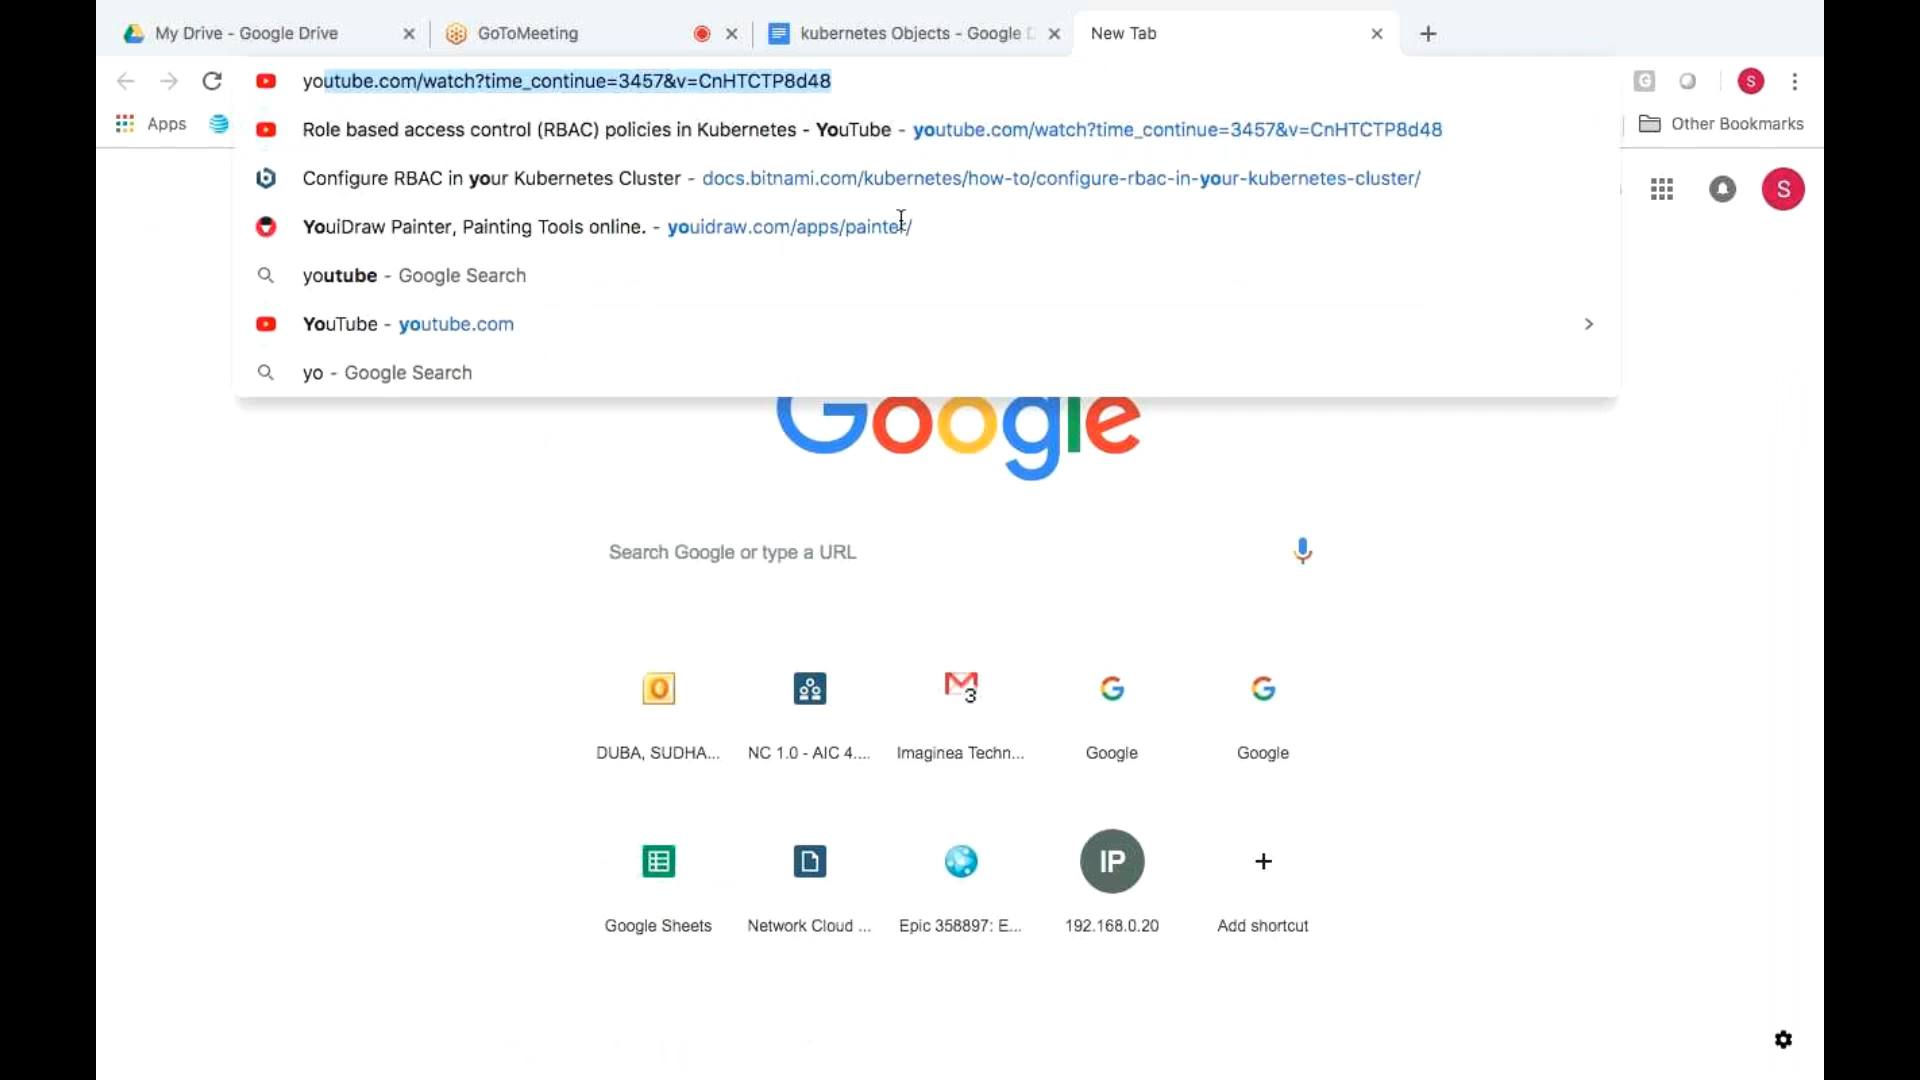 My Drive - Google Drive
GoToMeeting
kubernetes Objects - Google D
New Tab
youtube.com/watch?time_continue=3457&v=CnHTCTP8d48
G
S
Apps
Other Bookmarks
Role based access control (RBAC) policies in Kubernetes - YouTube - youtube.com/watch?time_continue=3457&v=CnHTCTP8d48
Configure RBAC in your Kubernetes Cluster - docs.bitnami.com/kubernetes/how-to/configure-rbac-in-your-kubernetes-cluster/
S
YouiDraw Painter, Painting Tools online. - youidraw.com/apps/painter/
youtube - Google Search
YouTube - youtube.com
yo - Google Search
Google
Search Google or type a URL
3
DUBA, SUDHA...
NC 1.0 - AIC 4....
Imaginea Techn...
Google
Google
IP
Google Sheets
Network Cloud ...
Epic 358897: E...
192.168.0.20
Add shortcut